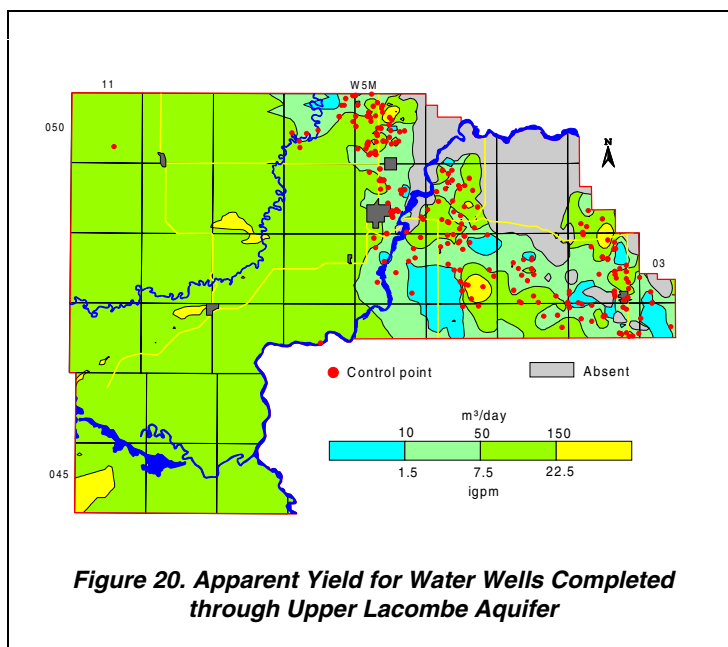 11
W5M
050
N
03
Control point
Absent
m³/day
10 50 150
1.5 7.5 22.5
igpm
045
Figure 20. Apparent Yield for Water Wells Completed
through Upper Lacombe Aquifer